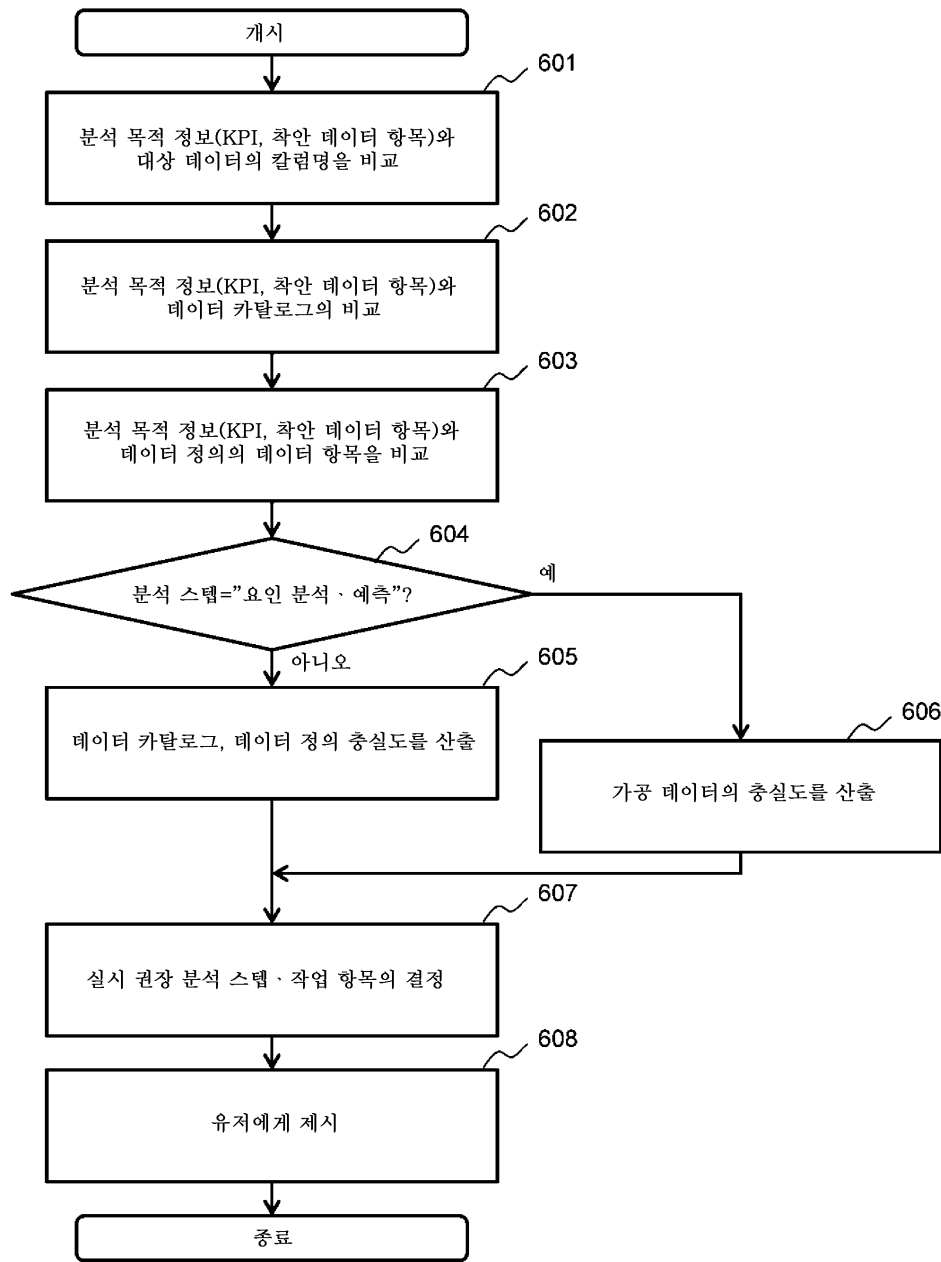 개시
601
분석 목적 정보(KPI, 착안 데이터 항목)와
대상 데이터의 칼럼명을 비교
602
분석 목적 정보(KPI, 착안 데이터 항목)와
데이터 카탈로그의 비교
603
분석 목적 정보(KPI, 착안 데이터 항목)와
데이터 정의의 데이터 항목을 비교
604
분석 스텝=”요인 분석ㆍ예측”?
예
아니오
605
데이터 카탈로그, 데이터 정의 충실도를 산출
606
가공 데이터의 충실도를 산출
607
실시 권장 분석 스텝ㆍ작업 항목의 결정
608
유저에게 제시
종료